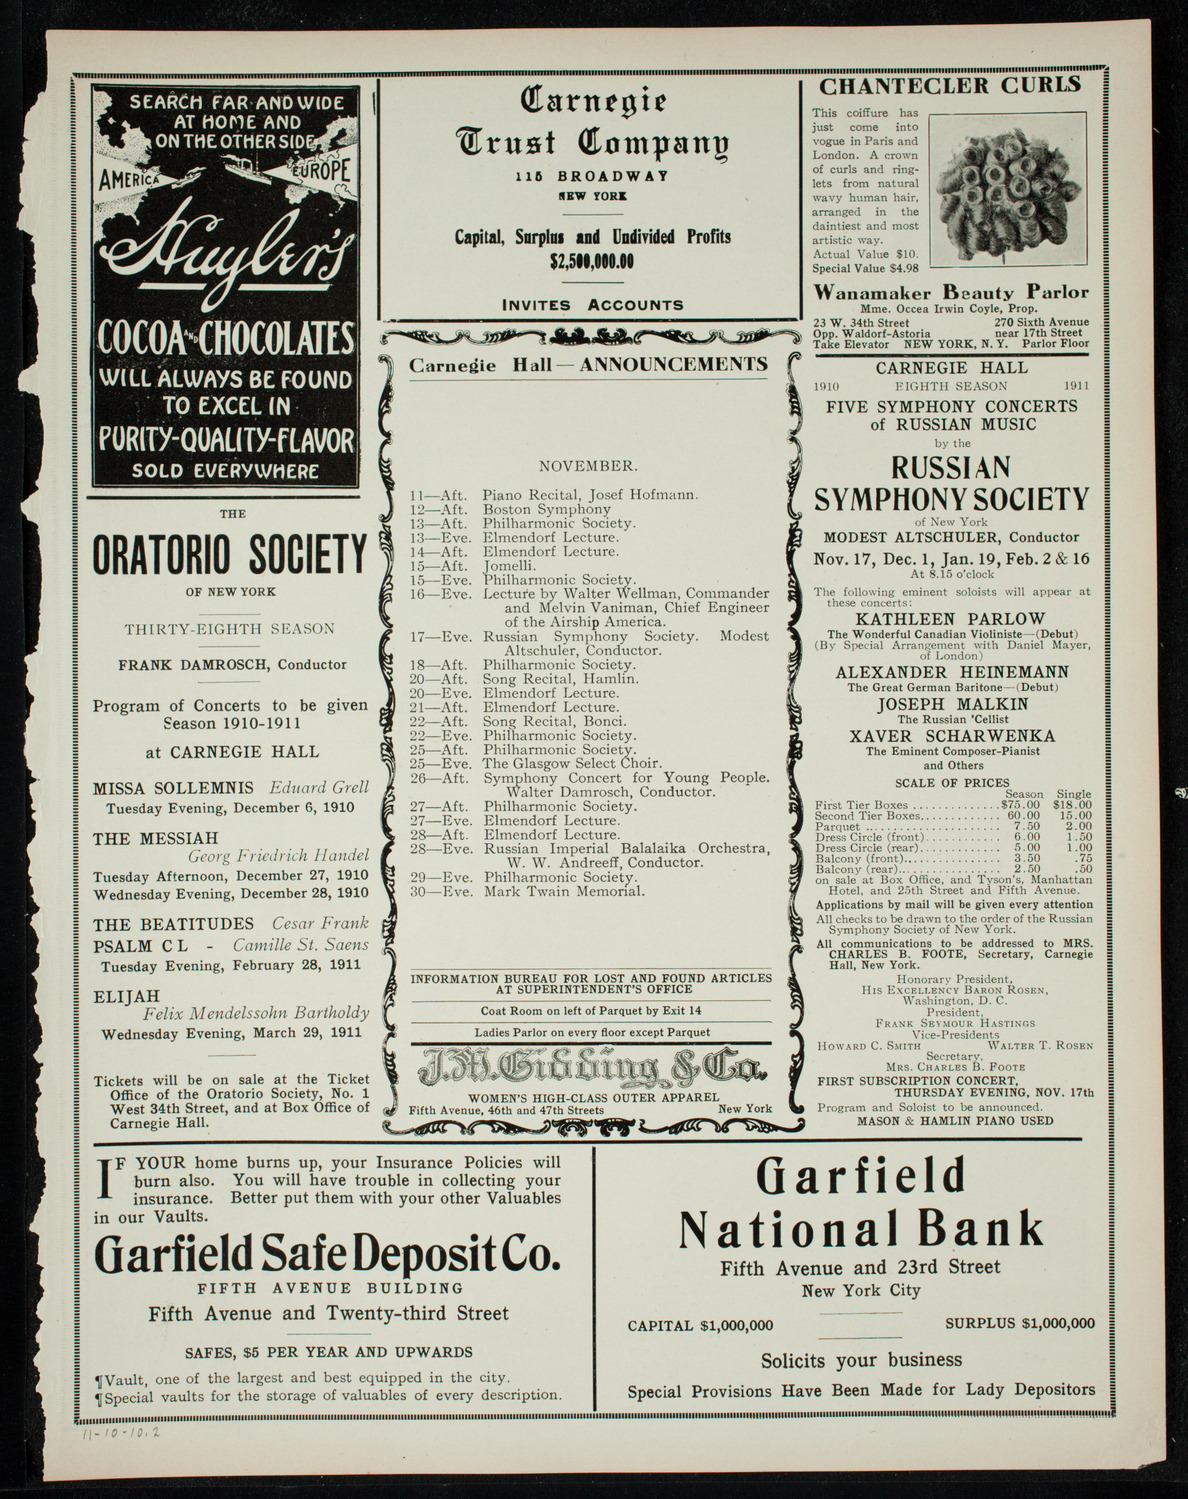 SEARCH FAR AND WIDE
AT HOME AND
ON THE OTHER SIDE
AMERICA
EUROPE
Huyler's
COCOA AND CHOCOLATES
WILL ALWAYS BE FOUND
TO EXCEL IN
PURITY-QUALITY-FLAVOR
SOLD EVERYWHERE
THE
ORATORIO SOCIETY
OF NEW YORK
THIRTY-EIGHTH SEASON
FRANK DAMROSCH, Conductor
Program of Concerts to be given
Season 1910-1911
at CARNEGIE HALL
MISSA SOLLEMNIS Eduard Grell
Tuesday Evening, December 6, 1910
THE MESSIAH
Georg Friedrich Handel
Tuesday Afternoon, December 27, 1910
Wednesday Evening, December 28, 1910
THE BEATITUDES Cesar Frank
PSALM C L - Camille St. Saens
Tuesday Evening, February 28, 1911
ELIJAH
Felix Mendelssohn Bartholdy
Wednesday Evening, March 29, 1911
Tickets will be on sale at the Ticket
Office of the Oratorio Society, No. 1
West 34th Street, and at Box Office of
Carnegie Hall.
Carnegie
Trust Company
115 BROADWAY
NEW YORK
Capital, Surplus and Undivided Profits
$2,500,000.00
INVITES ACCOUNTS
Carnegie Hall—ANNOUNCEMENTS
NOVEMBER.
11—Aft. Piano Recital, Josef Hofmann.
12—Aft. Boston Symphony
13—Aft. Philharmonic Society.
13—Eve. Elmendorf Lecture.
14—Aft. Elmendorf Lecture.
15—Aft. Jomelli.
15—Eve. Philharmonic Society.
16—Eve. Lecture by Walter Wellman, Commander
and Melvin Vaniman, Chief Engineer
of the Airship America.
17—Eve. Russian Symphony Society. Modest
Altschuler, Conductor.
18—Aft. Philharmonic Society.
20—Aft. Song Recital, Hamlin.
20—Eve. Elmendorf Lecture.
21—Aft. Elmendorf Lecture.
22—Aft. Song Recital, Bonci.
22—Eve. Philharmonic Society.
25—Aft. Philharmonic Society.
25—Eve. The Glasgow Select Choir.
26—Aft. Symphony Concert for Young People.
Walter Damrosch, Conductor.
27—Aft. Philharmonic Society.
27—Eve. Elmendorf Lecture.
28—Aft. Elmendorf Lecture.
28—Eve. Russian Imperial Balalaika Orchestra,
W. W. Andreeff, Conductor.
29—Eve. Philharmonic Society.
30—Eve. Mark Twain Memorial.
INFORMATION BUREAU FOR LOST AND FOUND ARTICLES
AT SUPERINTENDENT'S OFFICE
Coat Room on left of Parquet by Exit 14
Ladies Parlor on every floor except Parquet
J.M. Gidding & Co.
WOMEN'S HIGH-CLASS OUTER APPAREL
Fifth Avenue, 46th and 47th Streets New York
CHANTECLER CURLS
This coiffure has
just come into
vogue in Paris and
London. A crown
of curls and ring-
lets from natural
wavy human hair,
arranged in the
daintiest and most
artistic way.
Actual Value $10.
Special Value $4.98
Wanamaker Beauty Parlor
Mme. Occea Irwin Coyle, Prop.
23 W. 34th Street 270 Sixth Avenue
Opp. Waldorf-Astoria near 17th Street
Take Elevator NEW YORK, N. Y. Parlor Floor
CARNEGIE HALL
1910 EIGHTH SEASON 1911
FIVE SYMPHONY CONCERTS
of RUSSIAN MUSIC
by the
RUSSIAN
SYMPHONY SOCIETY
of New York
MODEST ALTSCHULER, Conductor
Nov. 17, Dec. 1, Jan. 19, Feb. 2 & 16
At 8.15 o'clock
The following eminent soloists will appear at
these concerts:
KATHLEEN PARLOW
The Wonderful Canadian Violiniste—(Debut)
(By Special Arrangement with Daniel Mayer,
of London)
ALEXANDER HEINEMANN
The Great German Baritone—(Debut)
JOSEPH MALKIN
The Russian 'Cellist
XAVER SCHARWENKA
The Eminent Composer-Pianist
and Others
SCALE OF PRICES
Season Single
First Tier Boxes .............$75.00 $18.00
Second Tier Boxes............ 60.00 15.00
Parquet .................... 7.50 2.00
Dress Circle (front).......... 6.00 1.50
Dress Circle (rear)........... 5.00 1.00
Balcony (front).............. 3.50 .75
Balcony (rear)............... 2.50 .50
on sale at Box Office, and Tyson's, Manhattan
Hotel, and 25th Street and Fifth Avenue.
Applications by mail will be given every attention
All checks to be drawn to the order of the Russian
Symphony Society of New York.
All communications to be addressed to MRS.
CHARLES B. FOOTE, Secretary, Carnegie
Hall, New York.
Honorary President,
HIS EXCELLENCY BARON ROSEN,
Washington, D. C.
President,
FRANK SEYMOUR HASTINGS
Vice-Presidents
HOWARD C. SMITH WALTER T. ROSEN
Secretary,
MRS. CHARLES B. FOOTE
FIRST SUBSCRIPTION CONCERT,
THURSDAY EVENING, NOV. 17th
Program and Soloist to be announced.
MASON & HAMLIN PIANO USED
IF YOUR home burns up, your Insurance Policies will
burn also. You will have trouble in collecting your
insurance. Better put them with your other Valuables
in our Vaults.
Garfield Safe Deposit Co.
FIFTH AVENUE BUILDING
Fifth Avenue and Twenty-third Street
SAFES, $5 PER YEAR AND UPWARDS
¶Vault, one of the largest and best equipped in the city.
¶Special vaults for the storage of valuables of every description.
Garfield
National Bank
Fifth Avenue and 23rd Street
New York City
CAPITAL $1,000,000 SURPLUS $1,000,000
Solicits your business
Special Provisions Have Been Made for Lady Depositors
11-10-10.2